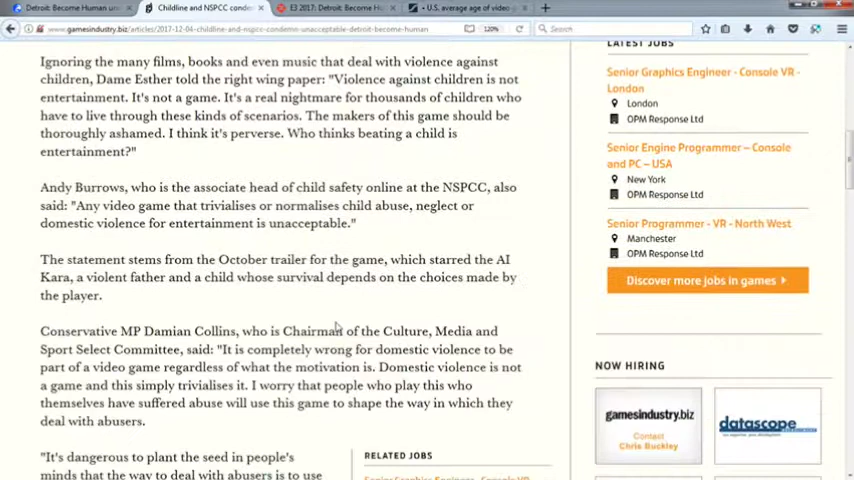 Detroit: Become Human un
Childline and NSPCC condemn
E3 2017: Detroit: Become Hu
U.S. average age of video g
www.gamesindustry.biz/articles/2017-12-04-childline-and-nspcc-condemn-unacceptable-detroit-become-human
120%
Search
Ignoring the many films, books and even music that deal with violence against
children, Dame Esther told the right wing paper: "Violence against children is not
entertainment. It's not a game. It's a real nightmare for thousands of children who
have to live through these kinds of scenarios. The makers of this game should be
thoroughly ashamed. I think it's perverse. Who thinks beating a child is
entertainment?"
Andy Burrows, who is the associate head of child safety online at the NSPCC, also
said: "Any video game that trivialises or normalises child abuse, neglect or
domestic violence for entertainment is unacceptable."
The statement stems from the October trailer for the game, which starred the AI
Kara, a violent father and a child whose survival depends on the choices made by
the player.
Conservative MP Damian Collins, who is Chairman of the Culture, Media and
Sport Select Committee, said: "It is completely wrong for domestic violence to be
part of a video game regardless of what the motivation is. Domestic violence is not
a game and this simply trivialises it. I worry that people who play this who
themselves have suffered abuse will use this game to shape the way in which they
deal with abusers.
"It's dangerous to plant the seed in people's
minds that the way to deal with abusers is to use
RELATED JOBS
Senior Graphics Engineer - Console VR -
LATEST JOBS
Senior Graphics Engineer - Console VR -
London
London
OPM Response Ltd
Senior Engine Programmer – Console
and PC – USA
New York
OPM Response Ltd
Senior Programmer - VR - North West
Manchester
OPM Response Ltd
Discover more jobs in games
NOW HIRING
gamesindustry.biz
Contact
Chris Buckley
datascope